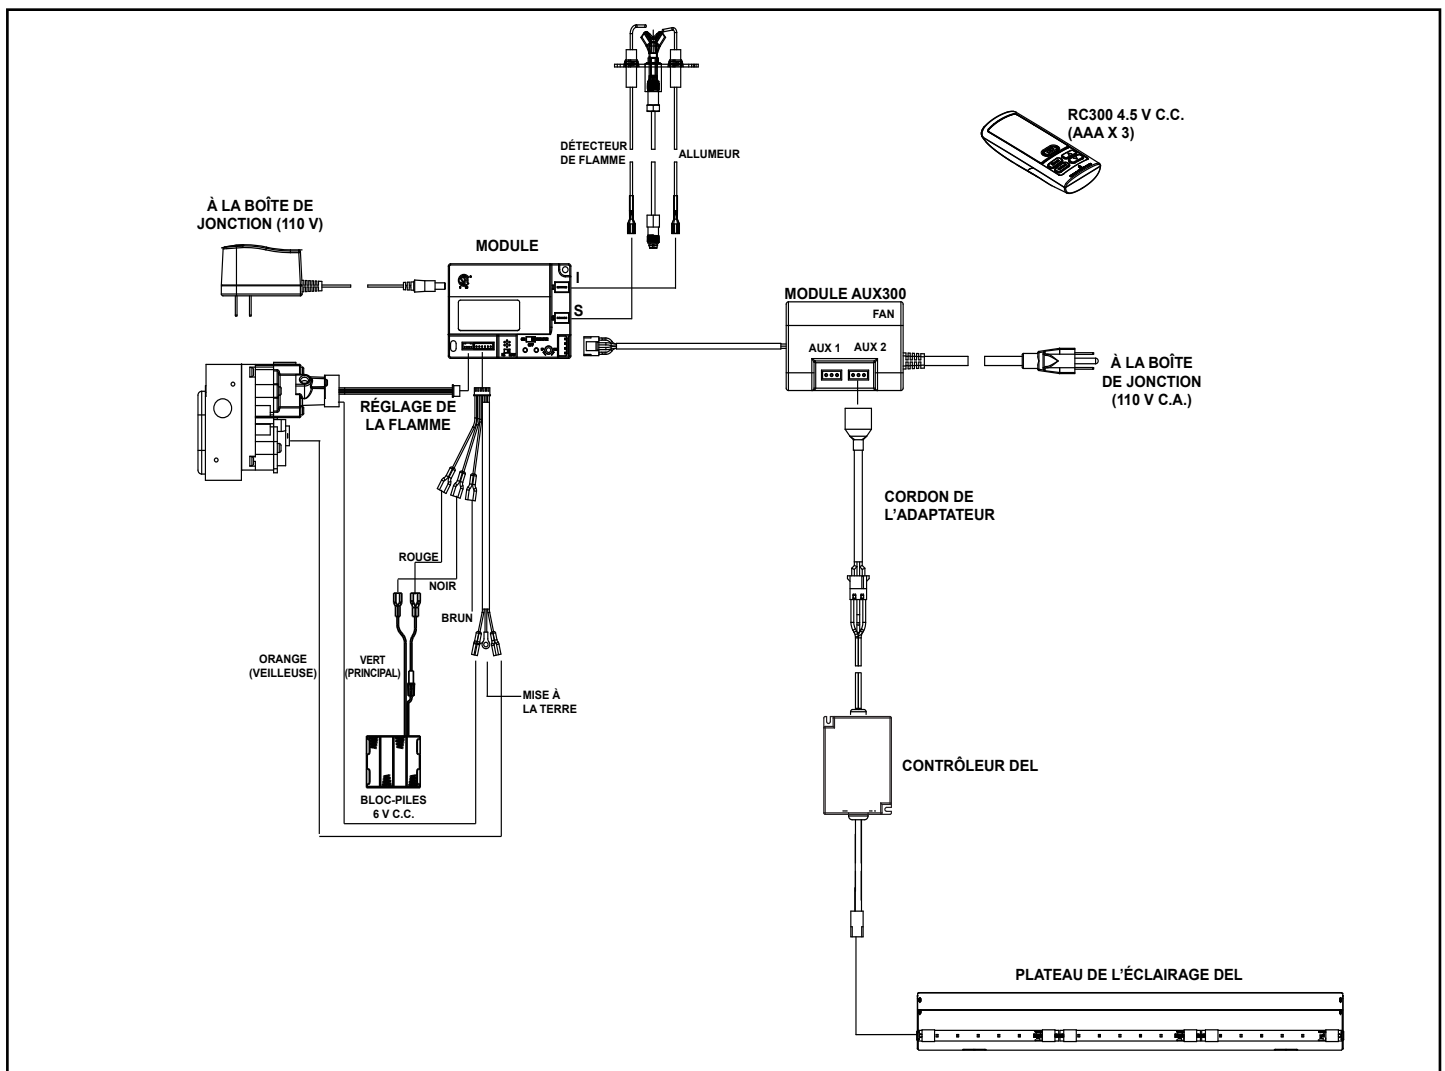 RC300 4.5 V C.C.
(AAA X 3)
DÉTECTEUR
DE FLAMME
ALLUMEUR
À LA BOÎTE DE
JONCTION (110 V)
MODULE
I
S
MODULE AUX300
FAN
AUX 1
AUX 2
À LA BOÎTE
DE JONCTION
(110 V C.A.)
RÉGLAGE DE
LA FLAMME
CORDON DE
L'ADAPTATEUR
ROUGE
NOIR
BRUN
ORANGE
(VEILLEUSE)
VERT
(PRINCIPAL)
MISE À
LA TERRE
BLOC-PILES
6 V C.C.
CONTRÔLEUR DEL
PLATEAU DE L'ÉCLAIRAGE DEL